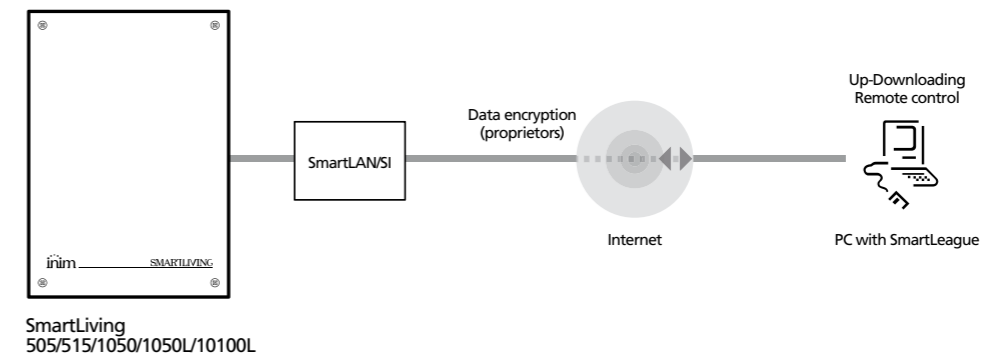 inim SMARTLIVING
SmartLiving
505/515/1050/1050L/10100L
SmartLAN/SI
Data encryption
(proprietors)
Internet
Up-Downloading
Remote control
PC with SmartLeague